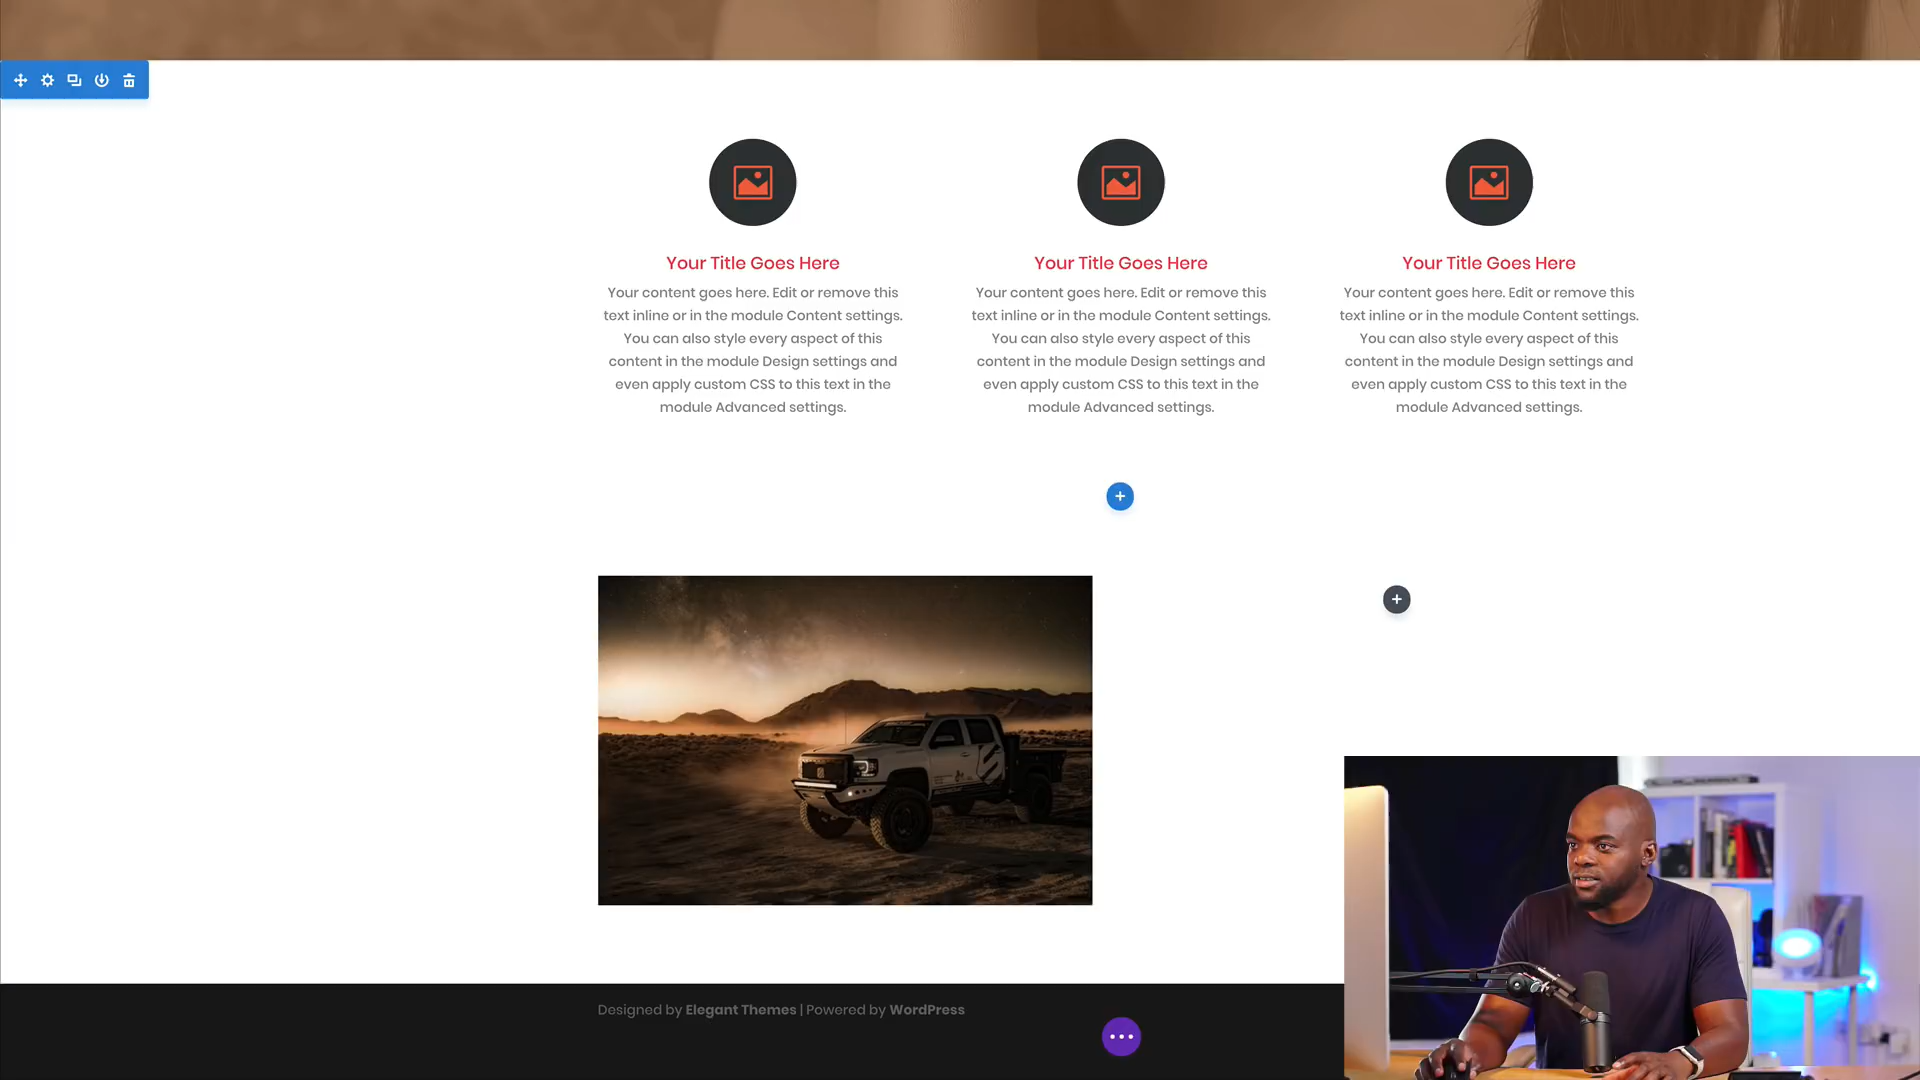 Your Title Goes Here
Your content goes here. Edit or remove this
text inline or in the module Content settings.
You can also style every aspect of this
content in the module Design settings and
even apply custom CSS to this text in the
module Advanced settings.
Your Title Goes Here
Your content goes here. Edit or remove this
text inline or in the module Content settings.
You can also style every aspect of this
content in the module Design settings and
even apply custom CSS to this text in the
module Advanced settings.
Your Title Goes Here
Your content goes here. Edit or remove this
text inline or in the module Content settings.
You can also style every aspect of this
content in the module Design settings and
even apply custom CSS to this text in the
module Advanced settings.
Designed by Elegant Themes | Powered by WordPress